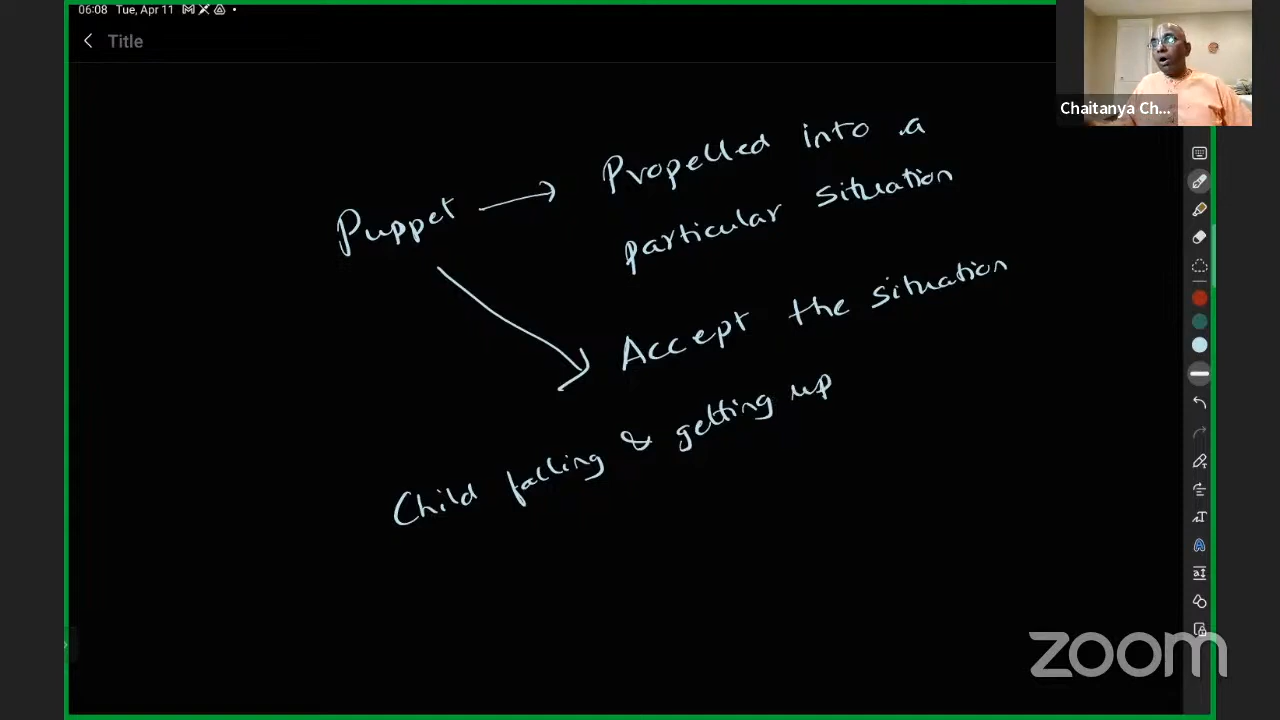 06:08 Tue, Apr 11
Title
Chaitanya Ch...
Puppet → Propelled into a
particular situation
Accept the situation
Child falling & getting up
zoom